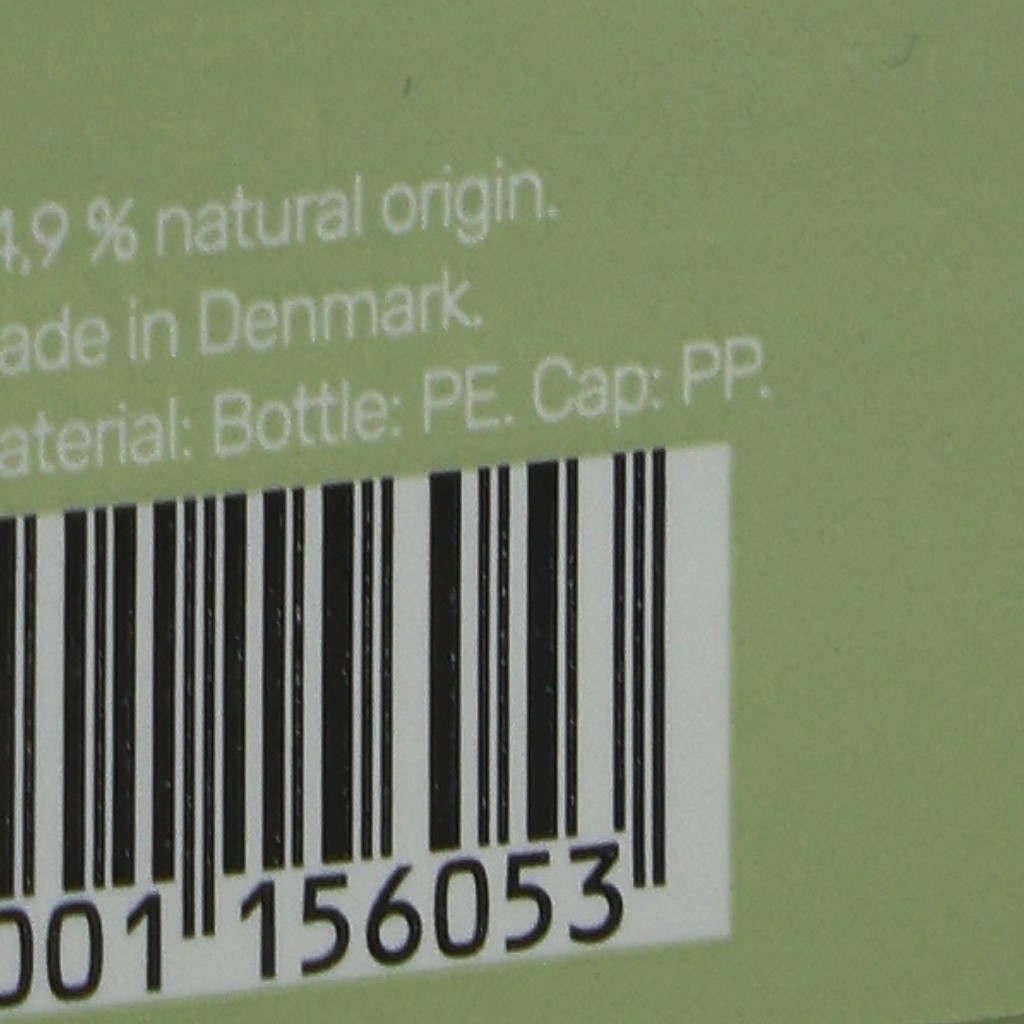 4,9 % natural origin.
ade in Denmark.
aterial: Bottle: PE. Cap: PP.
001 156053